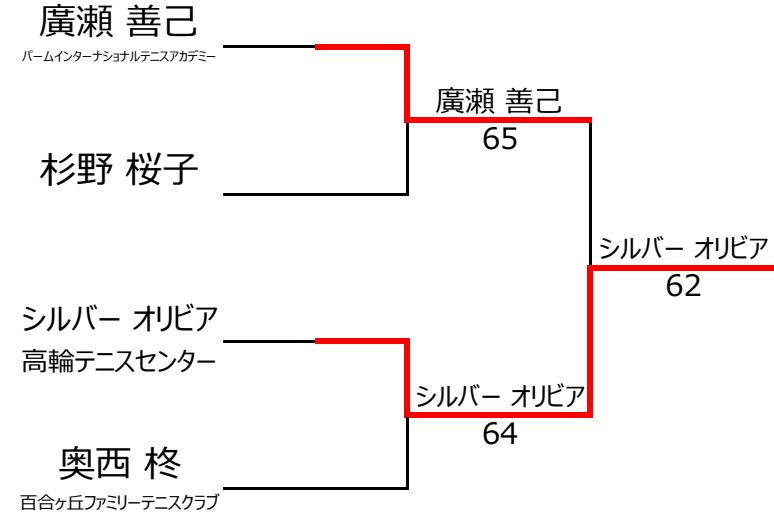 廣瀬 善己
パームインターナショナルテニスアカデミー
廣瀬 善己
65
杉野 桜子
シルバー オリビア
62
シルバー オリビア
高輪テニスセンター
シルバー オリビア
64
奥西 柊
百合ヶ丘ファミリーテニスクラブ